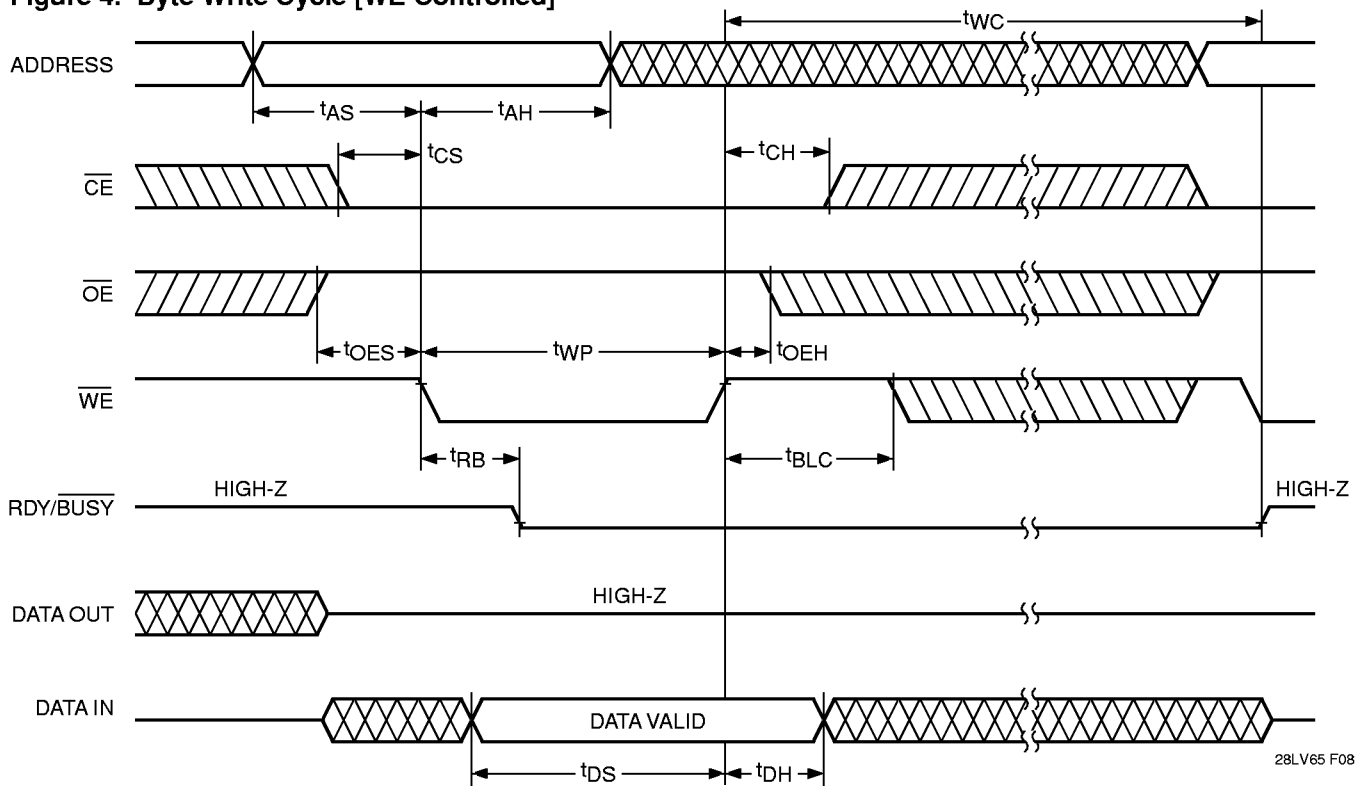 Figure 4. Byte Write Cycle [WE Controlled]
tWC
ADDRESS
tAS
tAH
tCS
tCH
CE
OE
tOES
tWP
tOEH
WE
tRB
tBLC
HIGH-Z
HIGH-Z
RDY/BUSY
HIGH-Z
DATA OUT
DATA IN
DATA VALID
28LV65 F08
tDS
tDH